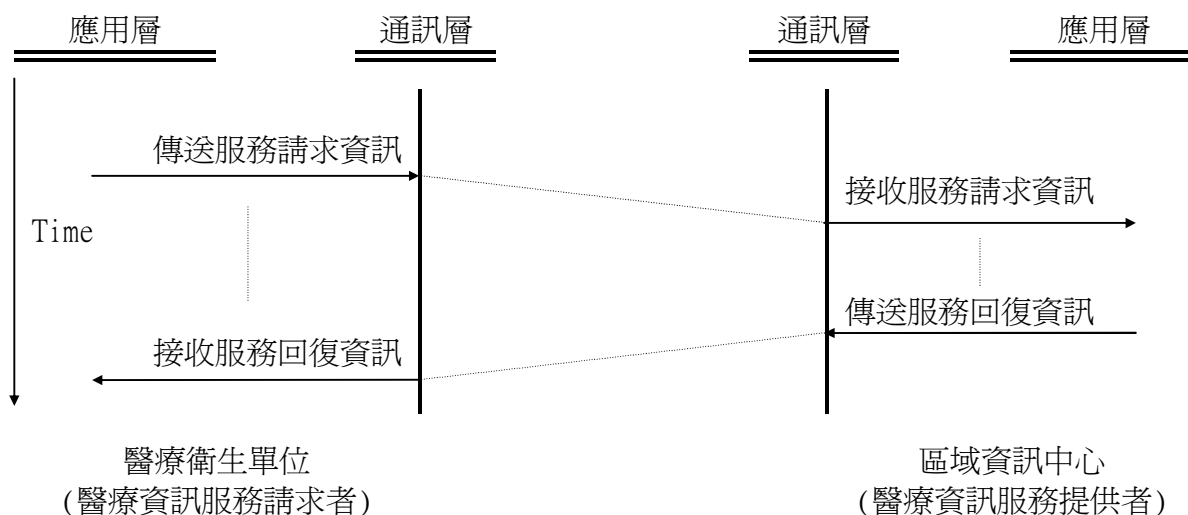 應用層
通訊層
通訊層
應用層
傳送服務請求資訊
接收服務請求資訊
Time
傳送服務回復資訊
接收服務回復資訊
醫療衛生單位
(醫療資訊服務請求者)
區域資訊中心
(醫療資訊服務提供者)